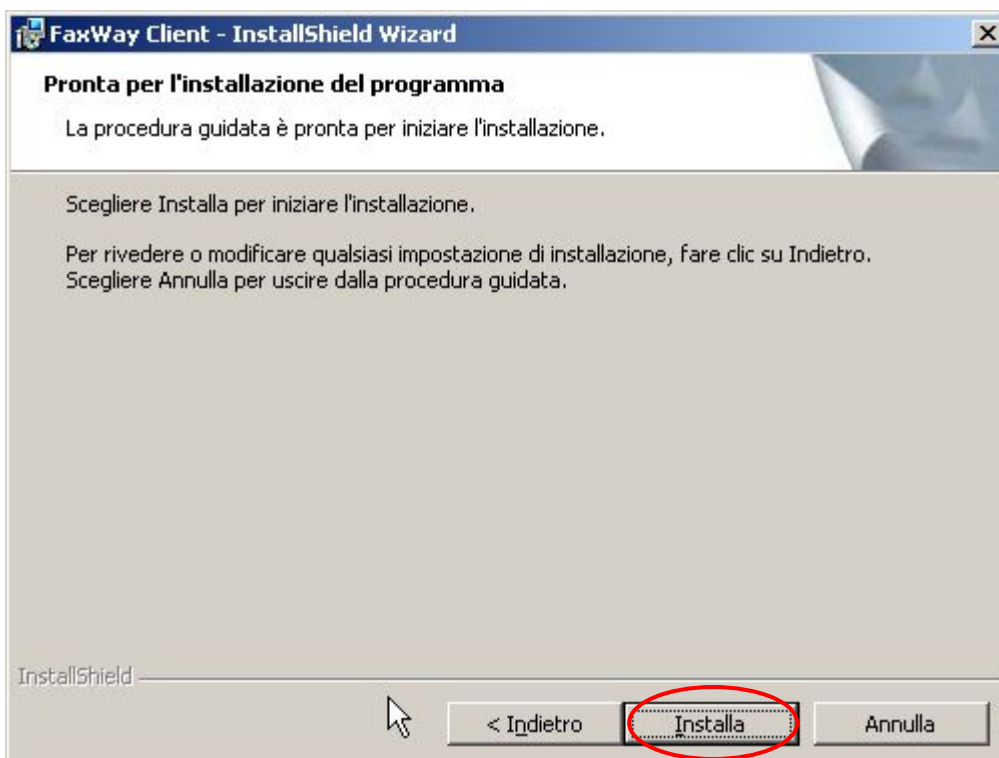 FaxWay Client - InstallShield Wizard
Pronta per l'installazione del programma
La procedura guidata è pronta per iniziare l'installazione.
Scegliere Installa per iniziare l'installazione.
Per rivedere o modificare qualsiasi impostazione di installazione, fare clic su Indietro.
Scegliere Annulla per uscire dalla procedura guidata.
InstallShield
< Indietro Installa Annulla